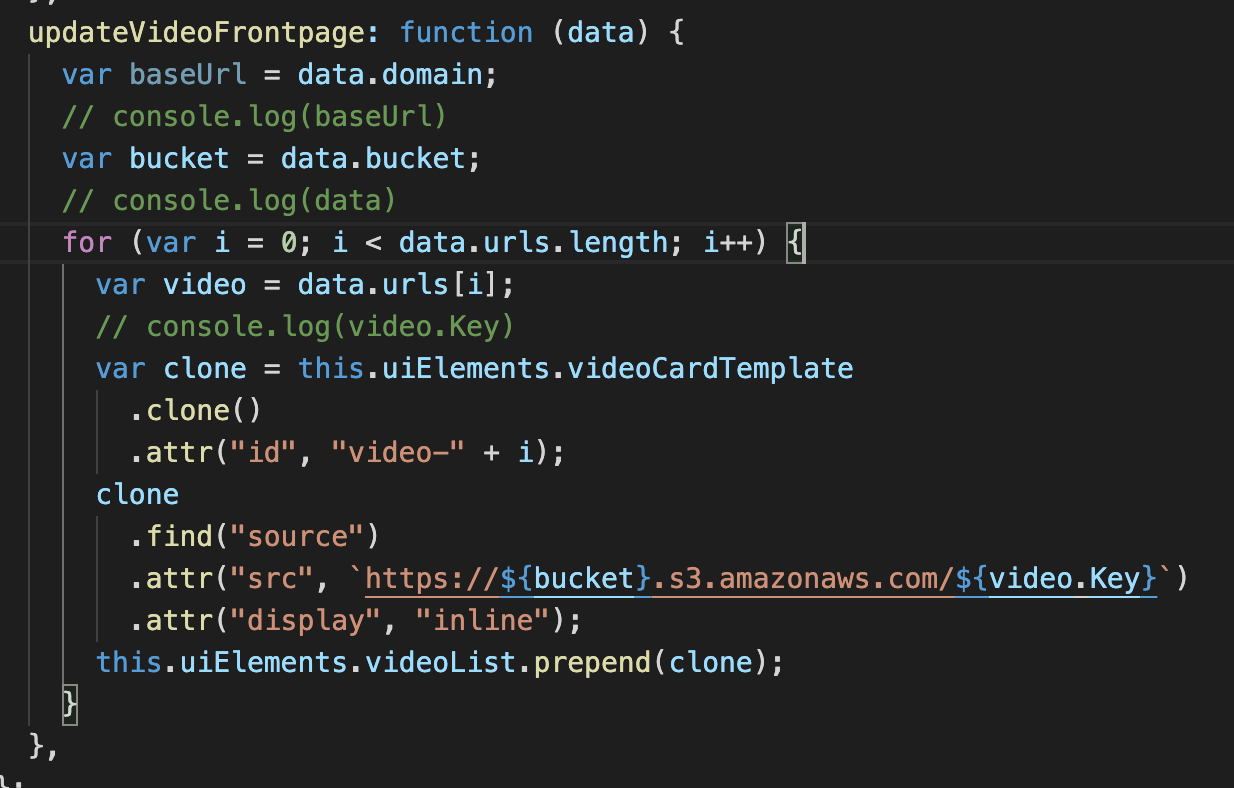 updateVideoFrontpage: function (data) {
var baseUrl = data.domain;
// console.log(baseUrl)
var bucket = data.bucket;
// console.log(data)
for (var i = 0; i < data.urls.length; i++) {
var video = data.urls[i];
// console.log(video.Key)
var clone = this.uiElements.videoCardTemplate
.clone()
.attr("id", "video-" + i);
clone
.find("source")
.attr("src", `https://${bucket}.s3.amazonaws.com/${video.Key}`)
.attr("display", "inline");
this.uiElements.videoList.prepend(clone);
}
},